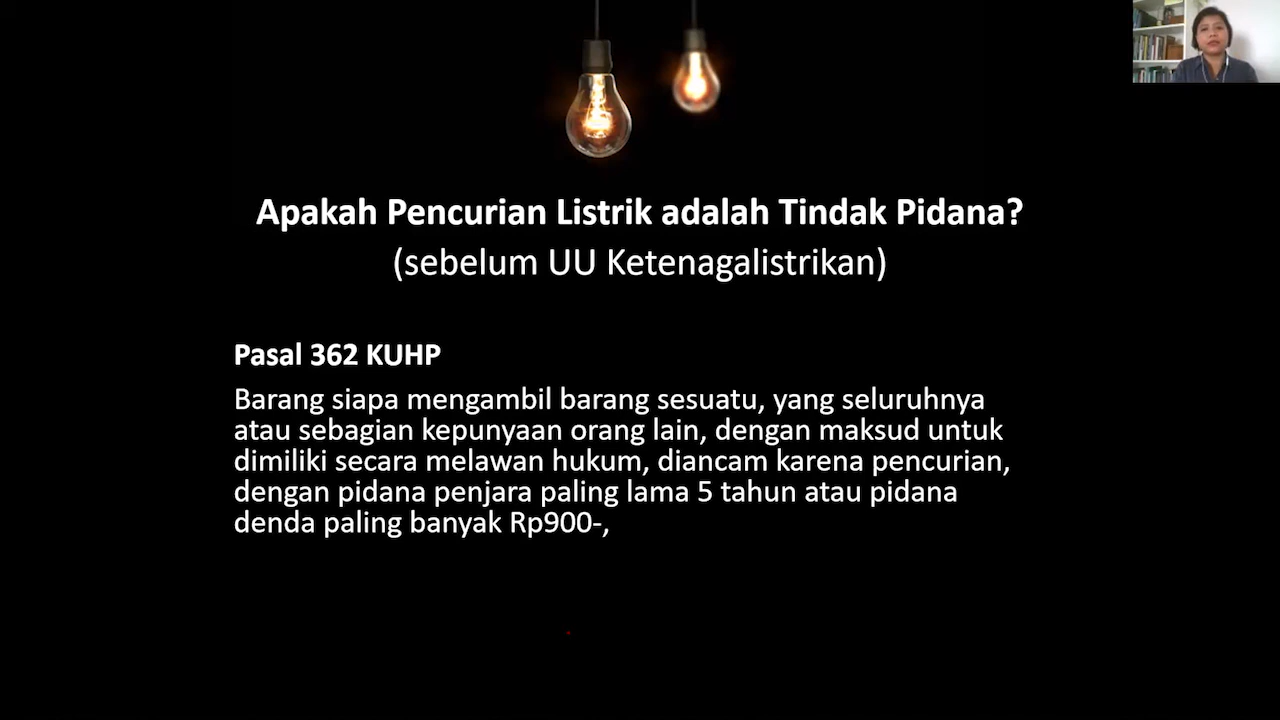 Apakah Pencurian Listrik adalah Tindak Pidana?
(sebelum UU Ketenagalistrikan)
Pasal 362 KUHP
Barang siapa mengambil barang sesuatu, yang seluruhnya
atau sebagian kepunyaan orang lain, dengan maksud untuk
dimiliki secara melawan hukum, diancam karena pencurian,
dengan pidana penjara paling lama 5 tahun atau pidana
denda paling banyak Rp900-,